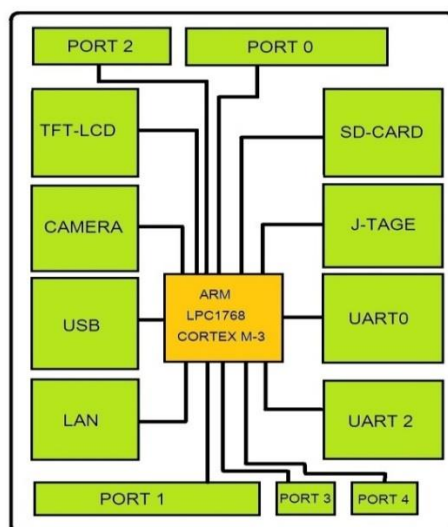 PORT 2
PORT 0
TFT-LCD
SD-CARD
CAMERA
J-TAGE
ARM
LPC1768
CORTEX M-3
USB
UART0
LAN
UART 2
PORT 1
PORT 3
PORT 4